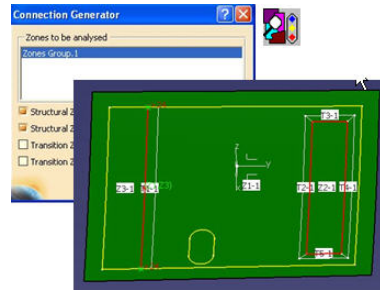 Connection Generator
Zones to be analysed
Zones Group.1
Structural Z
Structural Z
Transition Z
Transition Z
T3-1
Z
Y
Z3-1
Z1-1
T2-1
Z2-1
T4-1